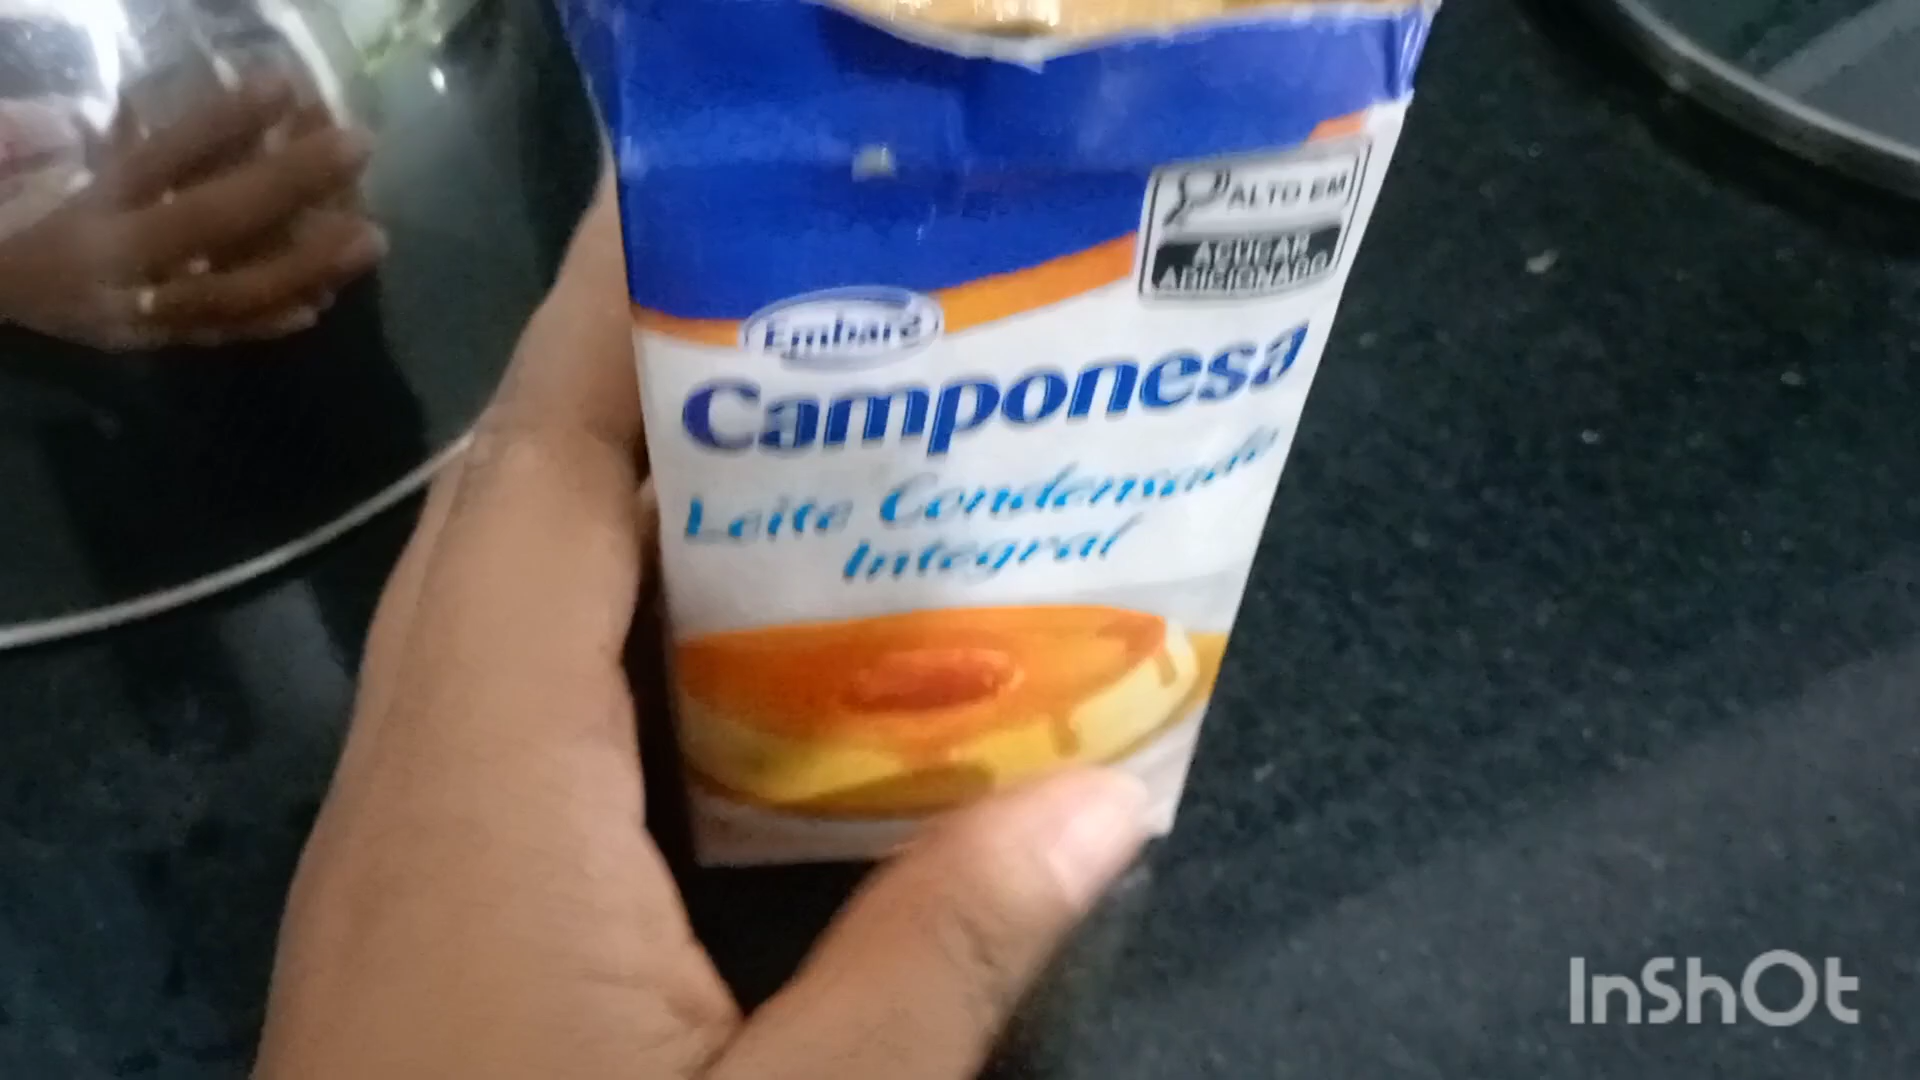 ALTO EM
AÇÚCAR
ADICIONADO
Embaré
Camponesa
Leite Condensado
Integral
InShOt